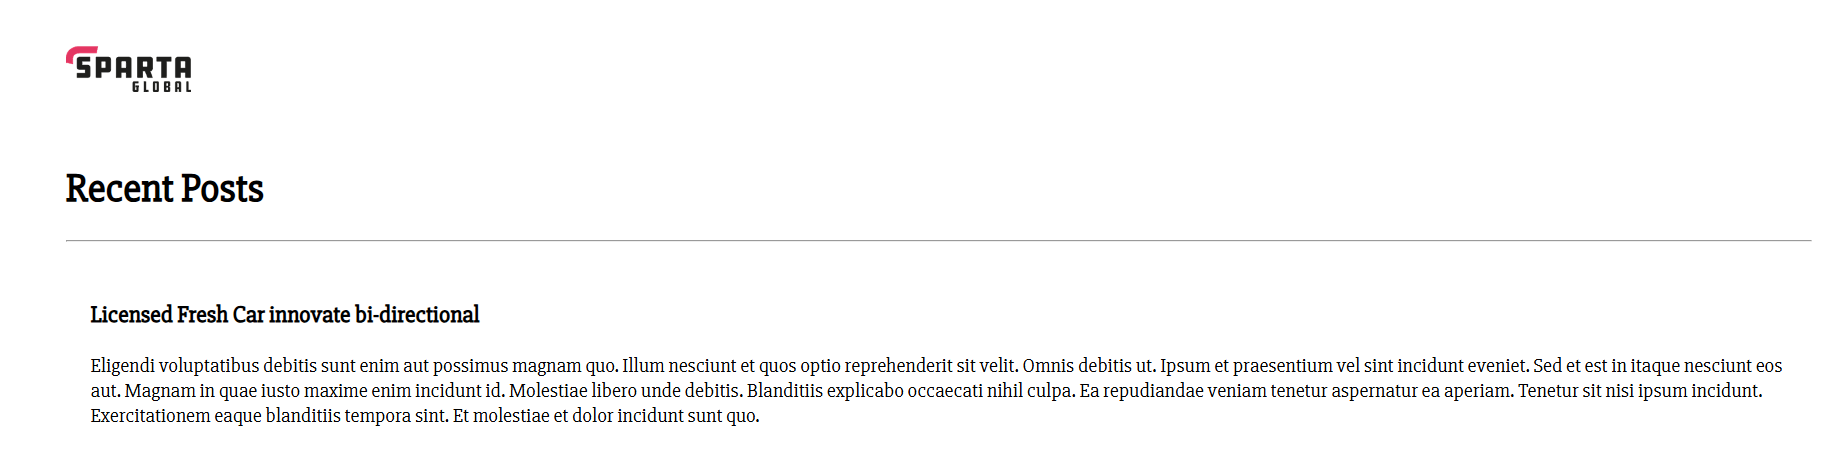 SPARTA
GLOBAL
Recent Posts
Licensed Fresh Car innovate bi-directional
Eligendi voluptatibus debitis sunt enim aut possimus magnam quo. Illum nesciunt et quos optio reprehenderit sit velit. Omnis debitis ut. Ipsum et praesentium vel sint incidunt eveniet. Sed et est in itaque nesciunt eos
aut. Magnam in quae iusto maxime enim incidunt id. Molestiae libero unde debitis. Blanditiis explicabo occaecati nihil culpa. Ea repudiandae veniam tenetur aspernatur ea aperiam. Tenetur sit nisi ipsum incidunt.
Exercitationem eaque blanditiis tempora sint. Et molestiae et dolor incidunt sunt quo.